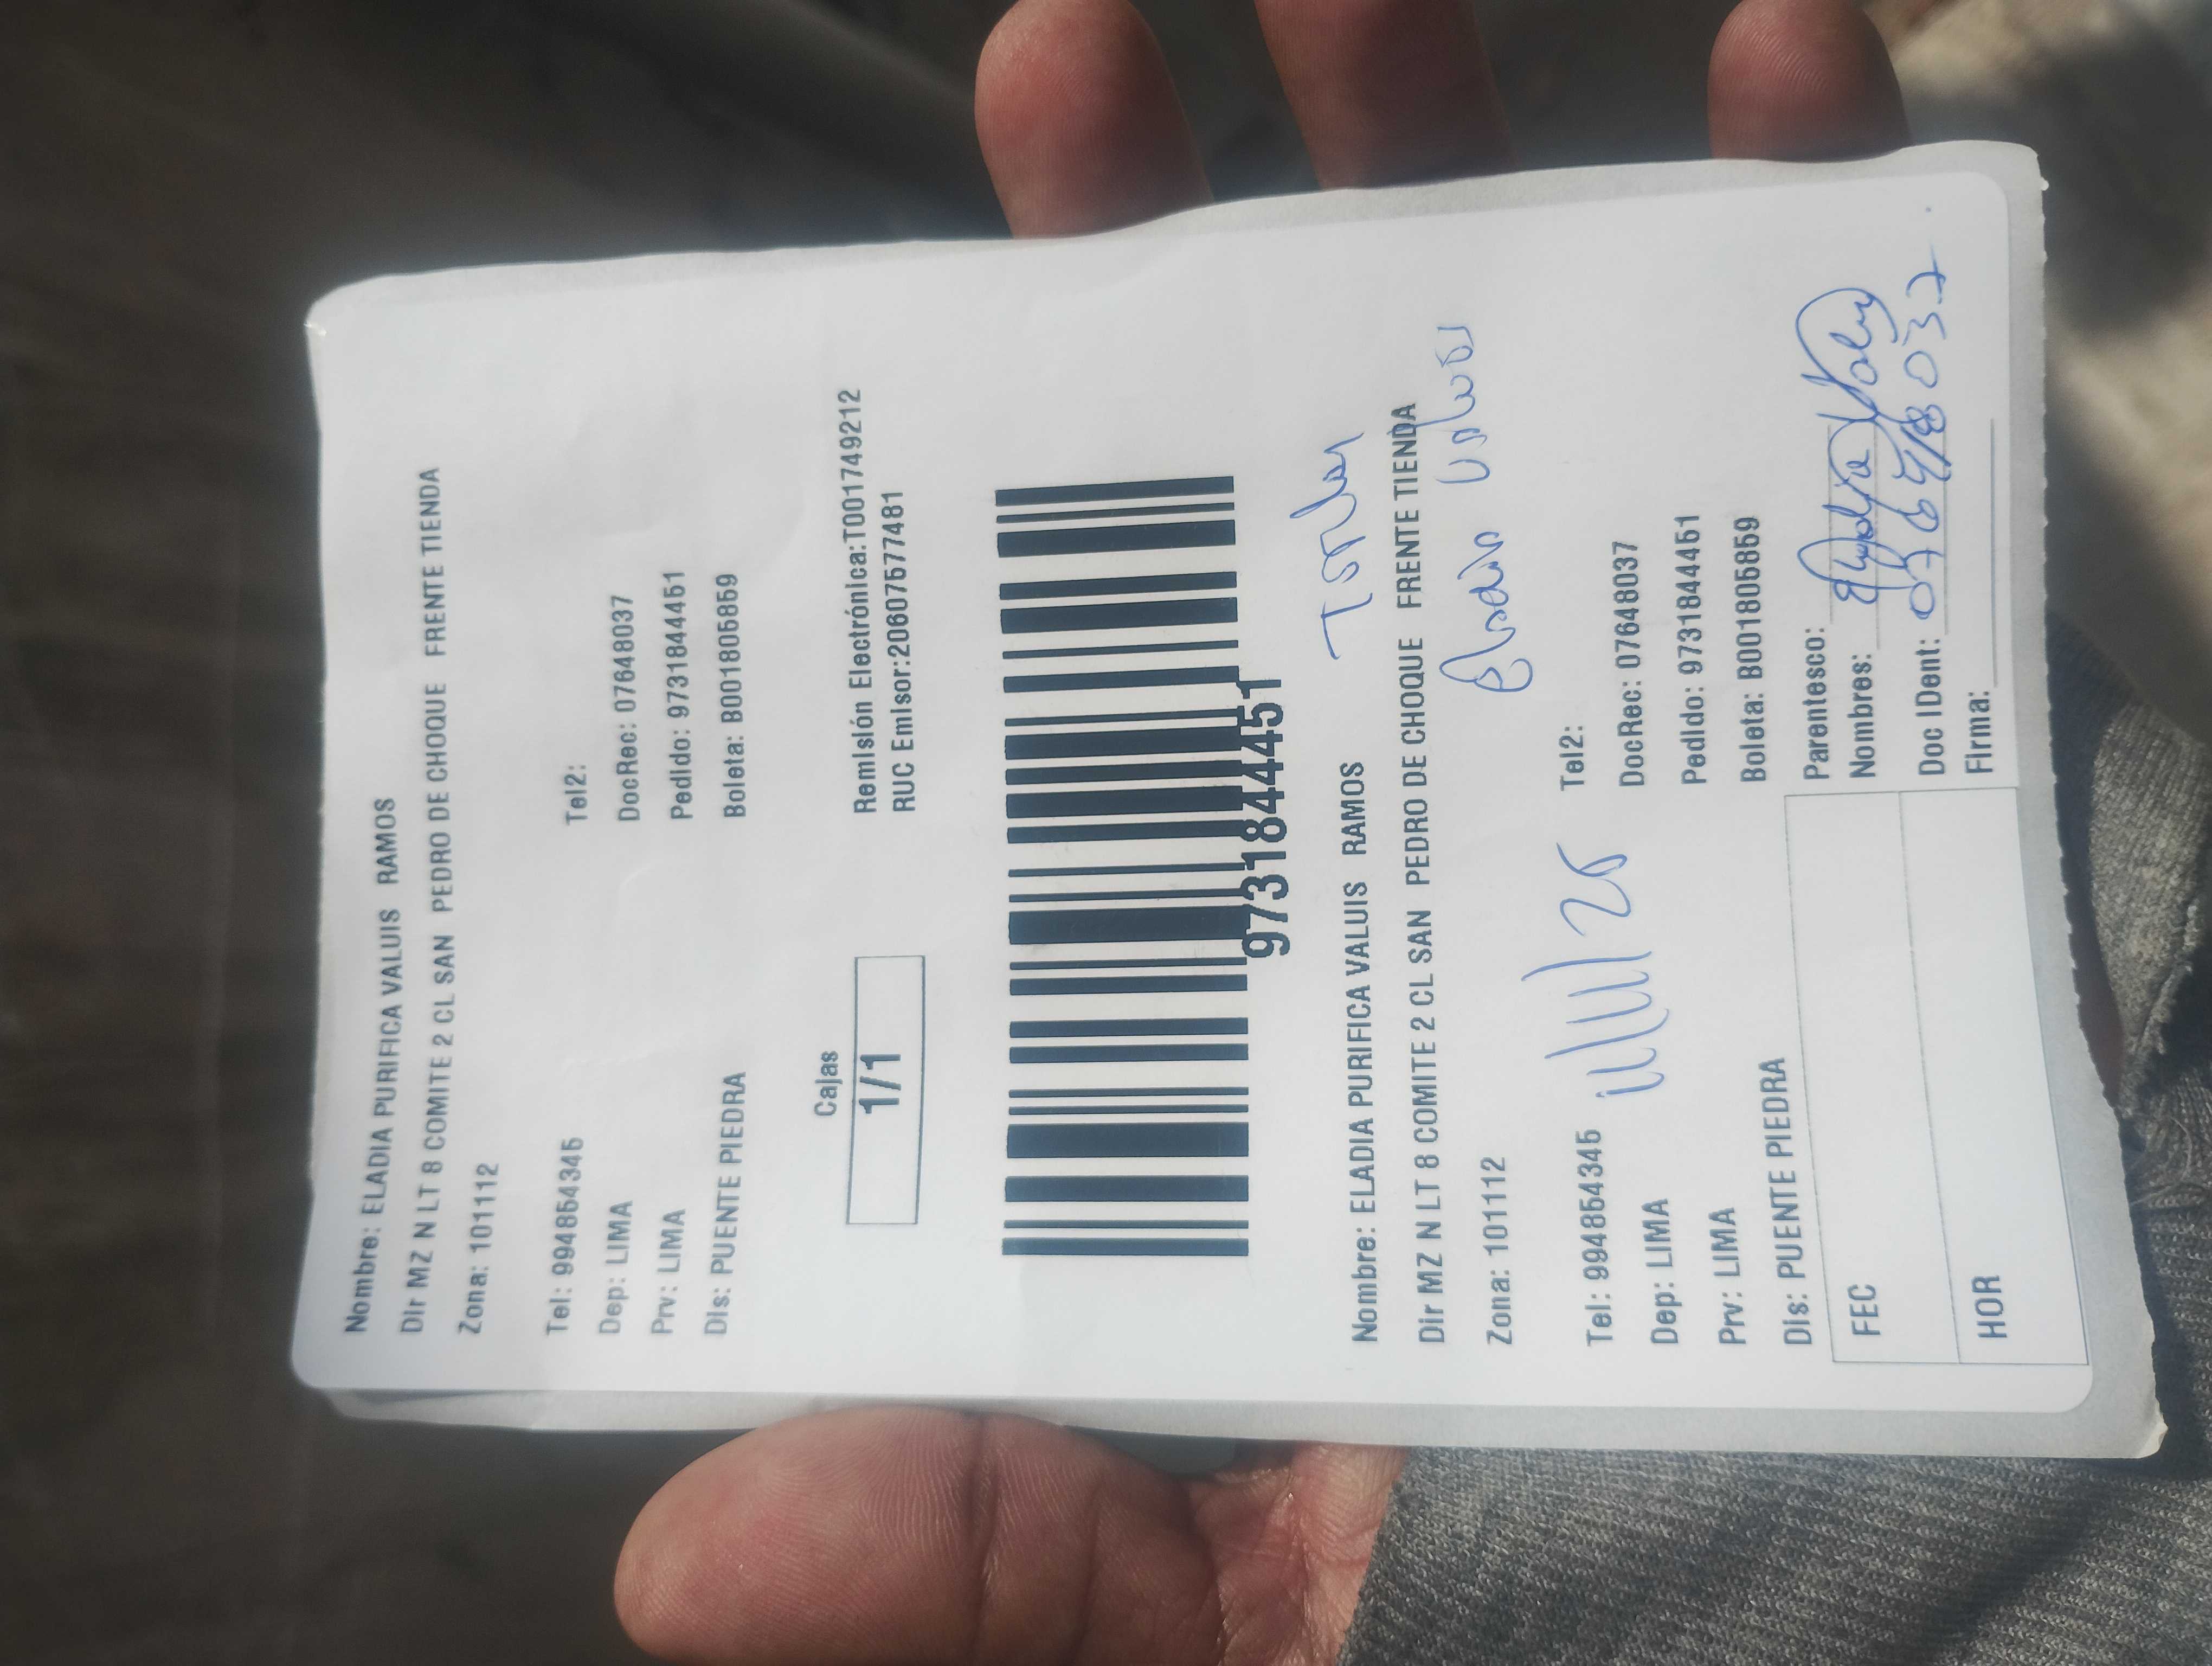 Nombre: ELADIA PURIFICA VALUIS RAMOS
Dir MZ N LT 8 COMITE 2 CL SAN PEDRO DE CHOQUE FRENTE TIENDA
Zona: 101112
Tel: 994854345 Tel2:
Dep: LIMA DocRec: 07648037
Prv: LIMA Pedido: 97318444451
Dis: PUENTE PIEDRA Boleta: B001805859
Cajas
1/1
Remisión Electrónica:T001749212
RUC Emisor:20607577481
97318444451
Nombre: ELADIA PURIFICA VALUIS RAMOS
Dir MZ N LT 8 COMITE 2 CL SAN PEDRO DE CHOQUE FRENTE TIENDA
Zona: 101112
Tel: 994854345 Tel2:
Dep: LIMA DocRec: 07648037
Prv: LIMA Pedido: 97318444451
Dis: PUENTE PIEDRA Boleta: B001805859
FEC
HOR
Parentesco:
Nombres:
Doc IDent: 07648037
Firma: